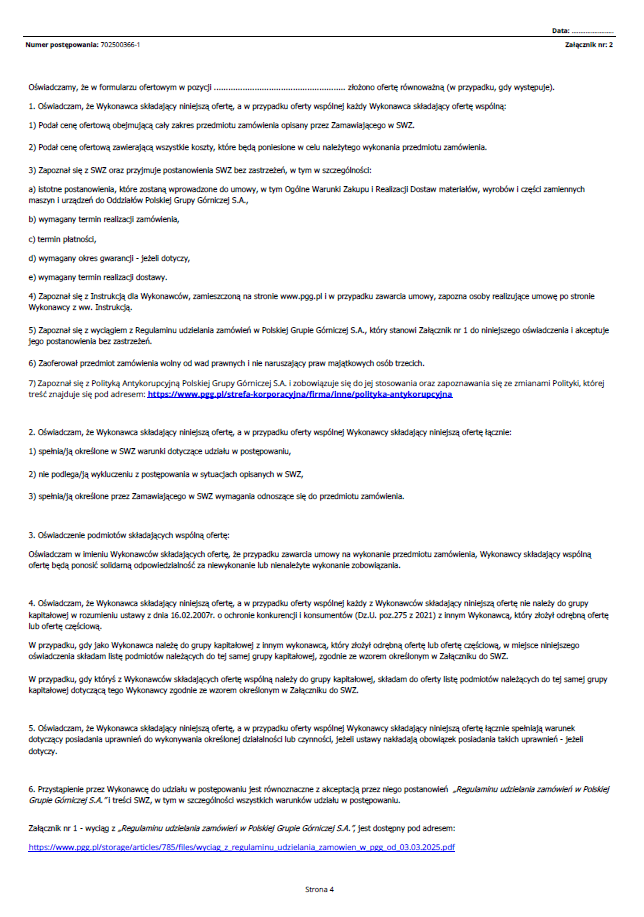 Data: ......................
Numer postępowania: 702500366-1
Załącznik nr: 2
Oświadczamy, że w formularzu ofertowym w pozycji ...................................................... złożono ofertę równoważną (w przypadku, gdy występuje).
1. Oświadczam, że Wykonawca składający niniejszą ofertę, a w przypadku oferty wspólnej każdy Wykonawca składający ofertę wspólną:
1) Podał cenę ofertową obejmującą cały zakres przedmiotu zamówienia opisany przez Zamawiającego w SWZ.
2) Podał cenę ofertową zawierającą wszystkie koszty, które będą poniesione w celu należytego wykonania przedmiotu zamówienia.
3) Zapoznał się z SWZ oraz przyjmuje postanowienia SWZ bez zastrzeżeń, w tym w szczególności:
a) istotne postanowienia, które zostaną wprowadzone do umowy, w tym Ogólne Warunki Zakupu i Realizacji Dostaw materiałów, wyrobów i części zamiennych
maszyn i urządzeń do Oddziałów Polskiej Grupy Górniczej S.A.,
b) wymagany termin realizacji zamówienia,
c) termin płatności,
d) wymagany okres gwarancji - jeżeli dotyczy,
e) wymagany termin realizacji dostawy.
4) Zapoznał się z Instrukcją dla Wykonawców, zamieszczoną na stronie www.pgg.pl i w przypadku zawarcia umowy, zapozna osoby realizujące umowę po stronie
Wykonawcy z ww. Instrukcją.
5) Zapoznał się z wyciągiem z Regulaminu udzielania zamówień w Polskiej Grupie Górniczej S.A., który stanowi Załącznik nr 1 do niniejszego oświadczenia i akceptuje
jego postanowienia bez zastrzeżeń.
6) Zaoferował przedmiot zamówienia wolny od wad prawnych i nie naruszający praw majątkowych osób trzecich.
7) Zapoznał się z Polityką Antykorupcyjną Polskiej Grupy Górniczej S.A. i zobowiązuje się do jej stosowania oraz zapoznawania się ze zmianami Polityki, której
treść znajduje się pod adresem: https://www.pgg.pl/strefa-korporacyjna/firma/inne/polityka-antykorupcyjna
2. Oświadczam, że Wykonawca składający niniejszą ofertę, a w przypadku oferty wspólnej Wykonawcy składający niniejszą ofertę łącznie:
1) spełnia/ją określone w SWZ warunki dotyczące udziału w postępowaniu,
2) nie podlega/ją wykluczeniu z postępowania w sytuacjach opisanych w SWZ,
3) spełnia/ją określone przez Zamawiającego w SWZ wymagania odnoszące się do przedmiotu zamówienia.
3. Oświadczenie podmiotów składających wspólną ofertę:
Oświadczam w imieniu Wykonawców składających ofertę, że przypadku zawarcia umowy na wykonanie przedmiotu zamówienia, Wykonawcy składający wspólną
ofertę będą ponosić solidarną odpowiedzialność za niewykonanie lub nienależyte wykonanie zobowiązania.
4. Oświadczam, że Wykonawca składający niniejszą ofertę, a w przypadku oferty wspólnej każdy z Wykonawców składający niniejszą ofertę nie należy do grupy
kapitałowej w rozumieniu ustawy z dnia 16.02.2007r. o ochronie konkurencji i konsumentów (Dz.U. poz.275 z 2021) z innym Wykonawcą, który złożył odrębną ofertę
lub ofertę częściową.
W przypadku, gdy jako Wykonawca należę do grupy kapitałowej z innym wykonawcą, który złożył odrębną ofertę lub ofertę częściową, w miejsce niniejszego
oświadczenia składam listę podmiotów należących do tej samej grupy kapitałowej, zgodnie ze wzorem określonym w Załączniku do SWZ.
W przypadku, gdy któryś z Wykonawców składających ofertę wspólną należy do grupy kapitałowej, składam do oferty listę podmiotów należących do tej samej grupy
kapitałowej dotyczącą tego Wykonawcy zgodnie ze wzorem określonym w Załączniku do SWZ.
5. Oświadczam, że Wykonawca składający niniejszą ofertę, a w przypadku oferty wspólnej Wykonawcy składający niniejszą ofertę łącznie spełniają warunek
dotyczący posiadania uprawnień do wykonywania określonej działalności lub czynności, jeżeli ustawy nakładają obowiązek posiadania takich uprawnień - jeżeli
dotyczy.
6. Przystąpienie przez Wykonawcę do udziału w postępowaniu jest równoznaczne z akceptacją przez niego postanowień „Regulaminu udzielania zamówień w Polskiej
Grupie Górniczej S.A." i treści SWZ, w tym w szczególności wszystkich warunków udziału w postępowaniu.
Załącznik nr 1 - wyciąg z „Regulaminu udzielania zamówień w Polskiej Grupie Górniczej S.A.", jest dostępny pod adresem:
https://www.pgg.pl/storage/articles/785/files/wyciag_z_regulaminu_udzielania_zamowien_w_pgg_od_03.03.2025.pdf
Strona 4